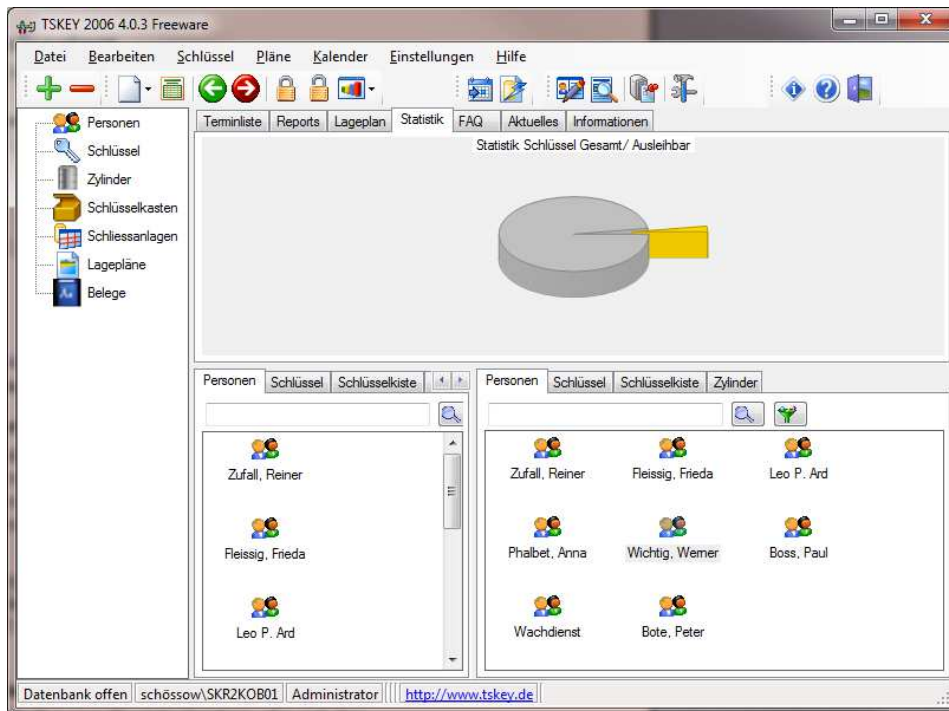 TSKEY 2006 4.0.3 Freeware
Datei Bearbeiten Schlüssel Pläne Kalender Einstellungen Hilfe
Personen
Schlüssel
Zylinder
Schlüsselkasten
Schliessanlagen
Lagepläne
Belege
Terminliste Reports Lageplan Statistik FAQ Aktuelles Informationen
Statistik Schlüssel Gesamt/ Ausleihbar
Personen Schlüssel Schlüsselkiste
Zufall, Reiner
Fleissig, Frieda
Leo P. Ard
Personen Schlüssel Schlüsselkiste Zylinder
Zufall, Reiner Fleissig, Frieda Leo P. Ard
Phalbet, Anna Wichtig, Werner Boss, Paul
Wachdienst Bote, Peter
Datenbank offen schössow\SKR2KOB01 Administrator http://www.tskey.de